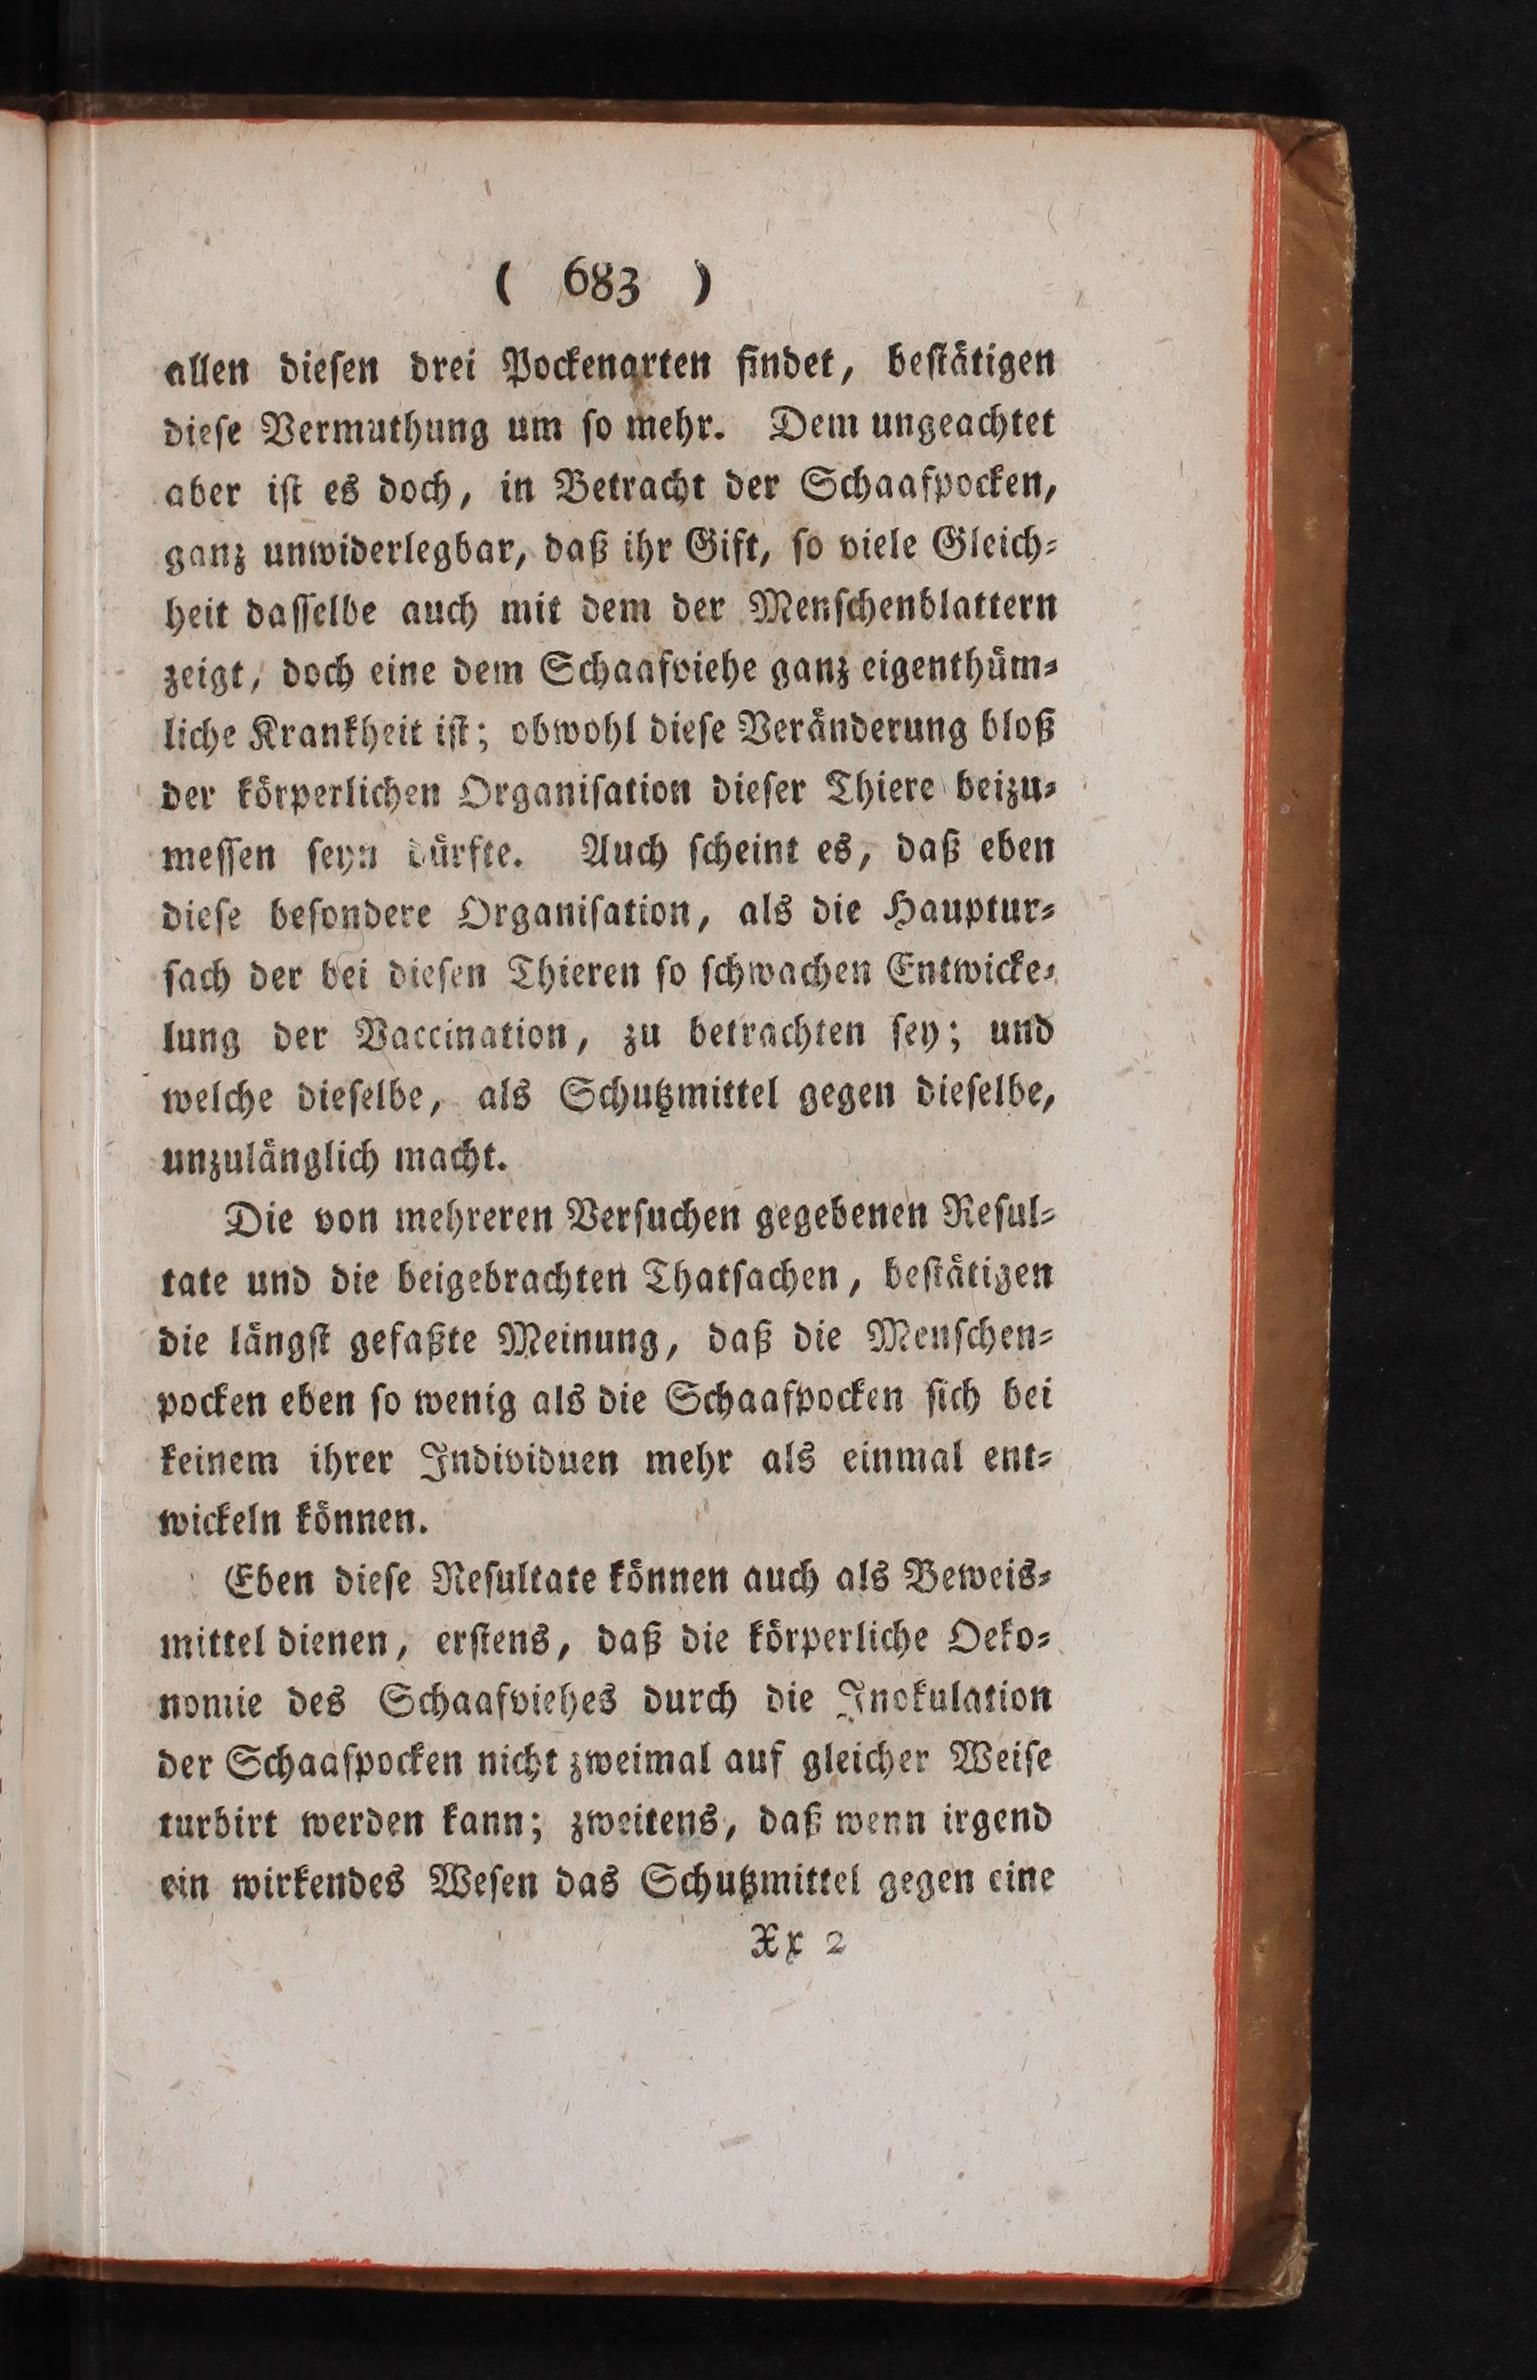 ( 683 )
allen dieſen drei Pockenarten findet, beſtätigen
dieſe Vermuthung um ſo mehr. Dem ungeachtet
aber iſt es doch, in Betracht der Schaafpocken,
ganz unwiderlegbar, daß ihr Gift, ſo viele Gleich⸗
heit daſſelbe auch mit dem der Menſchenblattern
zeigt, doch eine dem Schaafviehe ganz eigenthüm⸗
liche Krankheit iſt; obwohl dieſe Veränderung bloß
der körperlichen Organiſation dieſer Thiere beizu⸗
meſſen ſeyn dürfte. Auch ſcheint es, daß eben
dieſe beſondere Organiſation, als die Hauptur⸗
ſach der bei dieſen Thieren ſo ſchwachen Entwicke⸗
lung der Vaccination, zu betrachten ſey; und
welche dieſelbe, als Schutzmittel gegen dieſelbe,
unzulänglich macht.
Die von mehreren Verſuchen gegebenen Reſul⸗
tate und die beigebrachten Thatſachen, beſtätigen
die längſt gefaßte Meinung, daß die Menſchen⸗
pocken eben ſo wenig als die Schaafpocken ſich bei
keinem ihrer Individuen mehr als einmal ent⸗
wickeln können.
Eben dieſe Reſultate können auch als Beweis⸗
mittel dienen, erſtens, daß die körperliche Oeko⸗
nomie des Schaafviehes durch die Inokulation
der Schaafpocken nicht zweimal auf gleicher Weiſe
turbirt werden kann; zweitens, daß wenn irgend
ein wirkendes Weſen das Schutzmittel gegen eine
Xx 2